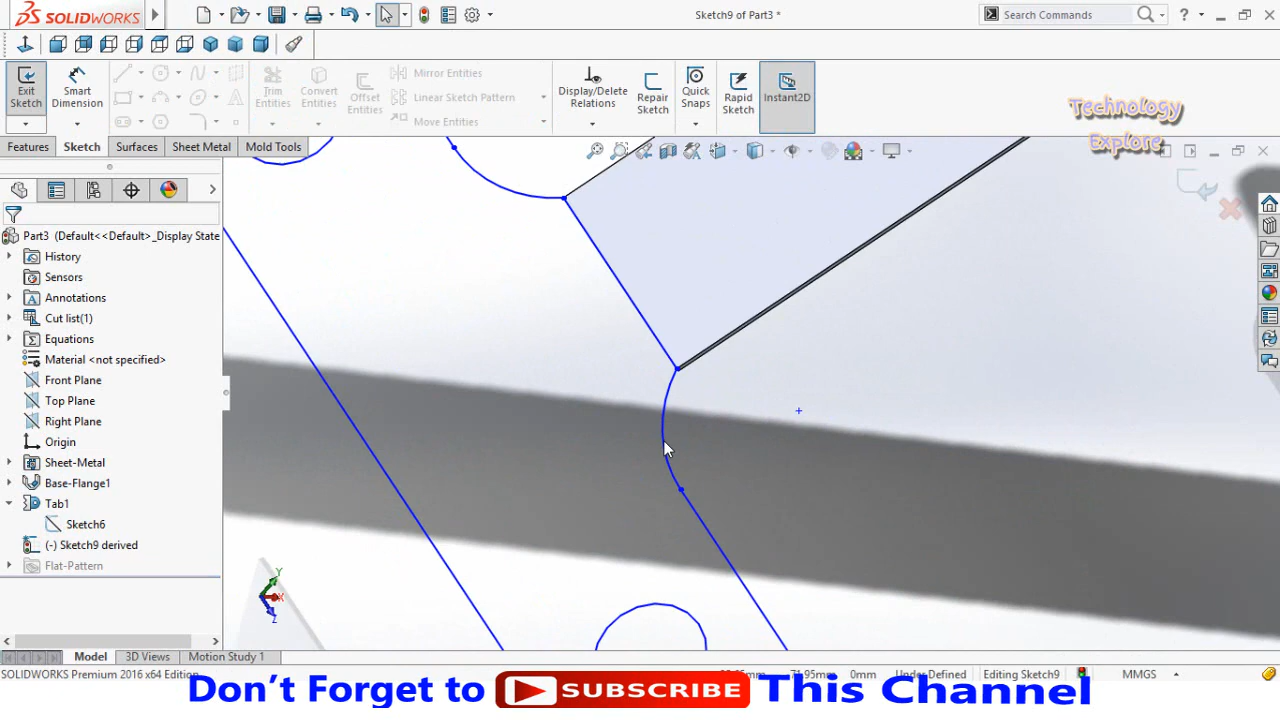 SOLIDWORKS
Sketch9 of Part3 *
Search Commands
?
Exit Sketch
Smart Dimension
Trim Entities
Convert Entities
Offset Entities
Mirror Entities
Linear Sketch Pattern
Move Entities
Display/Delete Relations
Repair Sketch
Quick Snaps
Rapid Sketch
Instant2D
Technology
Explore
Features
Sketch
Surfaces
Sheet Metal
Mold Tools
Part3 (Default<<Default>_Display State
History
Sensors
Annotations
Cut list(1)
Equations
Material <not specified>
Front Plane
Top Plane
Right Plane
Origin
Sheet-Metal
Base-Flange1
Tab1
Sketch6
(-) Sketch9 derived
Flat-Pattern
Y
X
Z
Model
3D Views
Motion Study 1
SOLIDWORKS Premium 2016 x64 Edition
0mm
Under Defined
Editing Sketch9
MMGS
Don't Forget to SUBSCRIBE This Channel